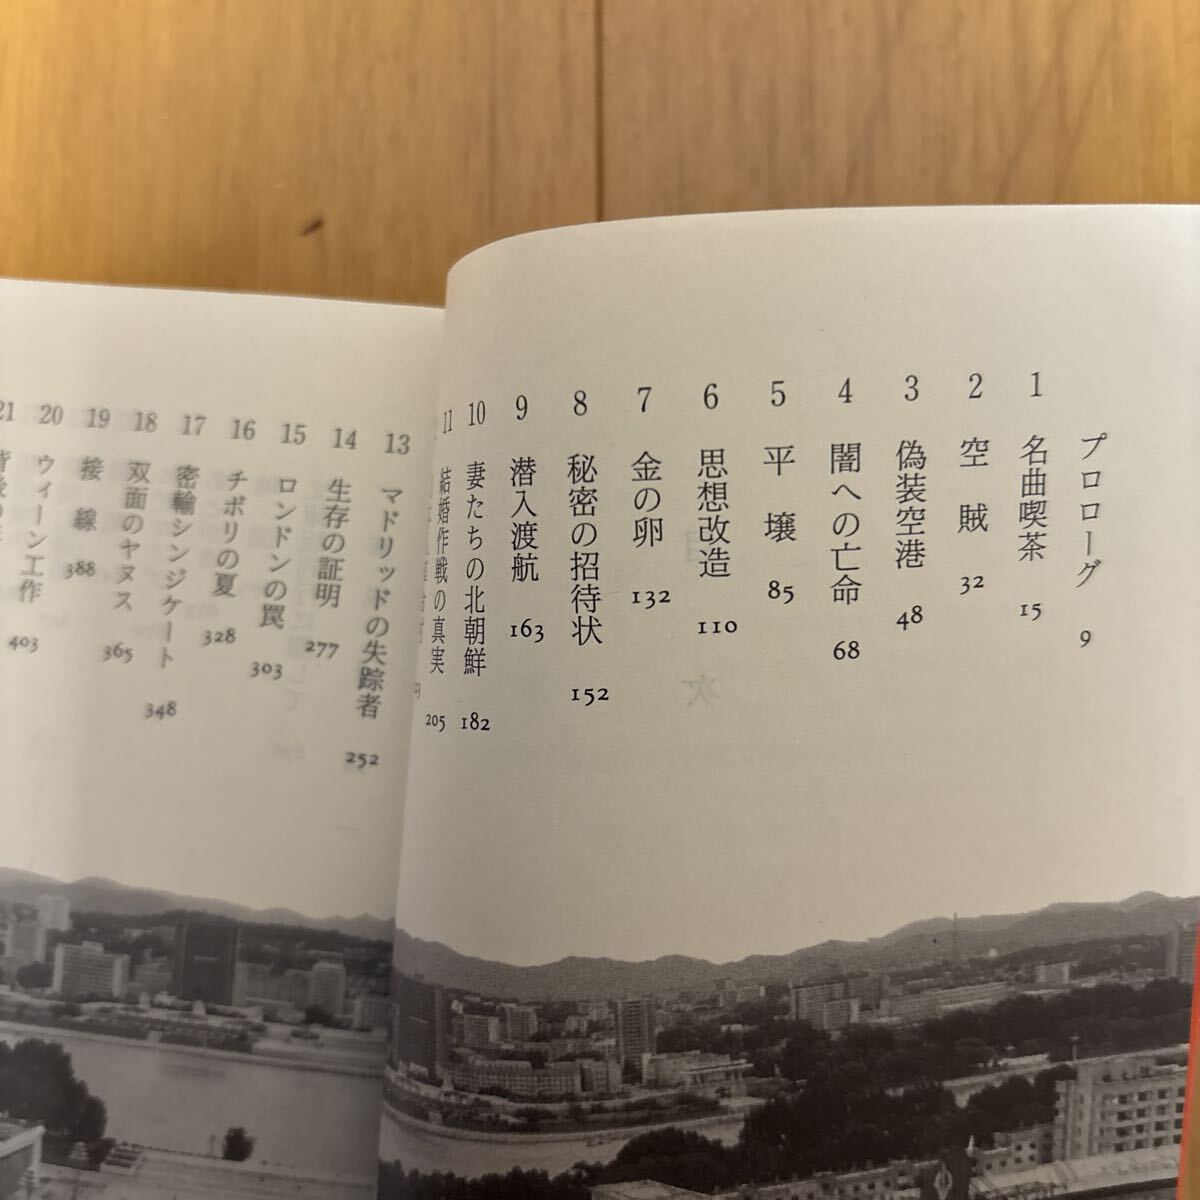 プロローグ 9
1 名曲喫茶 15
2 空賊 32
3 偽装空港 48
4 闇への亡命 68
5 平壌 85
6 思想改造 110
7 金の卵 132
8 秘密の招待状 152
9 潜入渡航 163
10 妻たちの北朝鮮 182
11 結婚作戦の真実 205
13 マドリッドの失踪者 252
14 生存の証明 277
15 ロンドンの罠 303
16 チボリの夏 328
17 密輸シンジケート 348
18 双面のヤヌス 365
19 接線 388
20 ウィーン工作 403
21